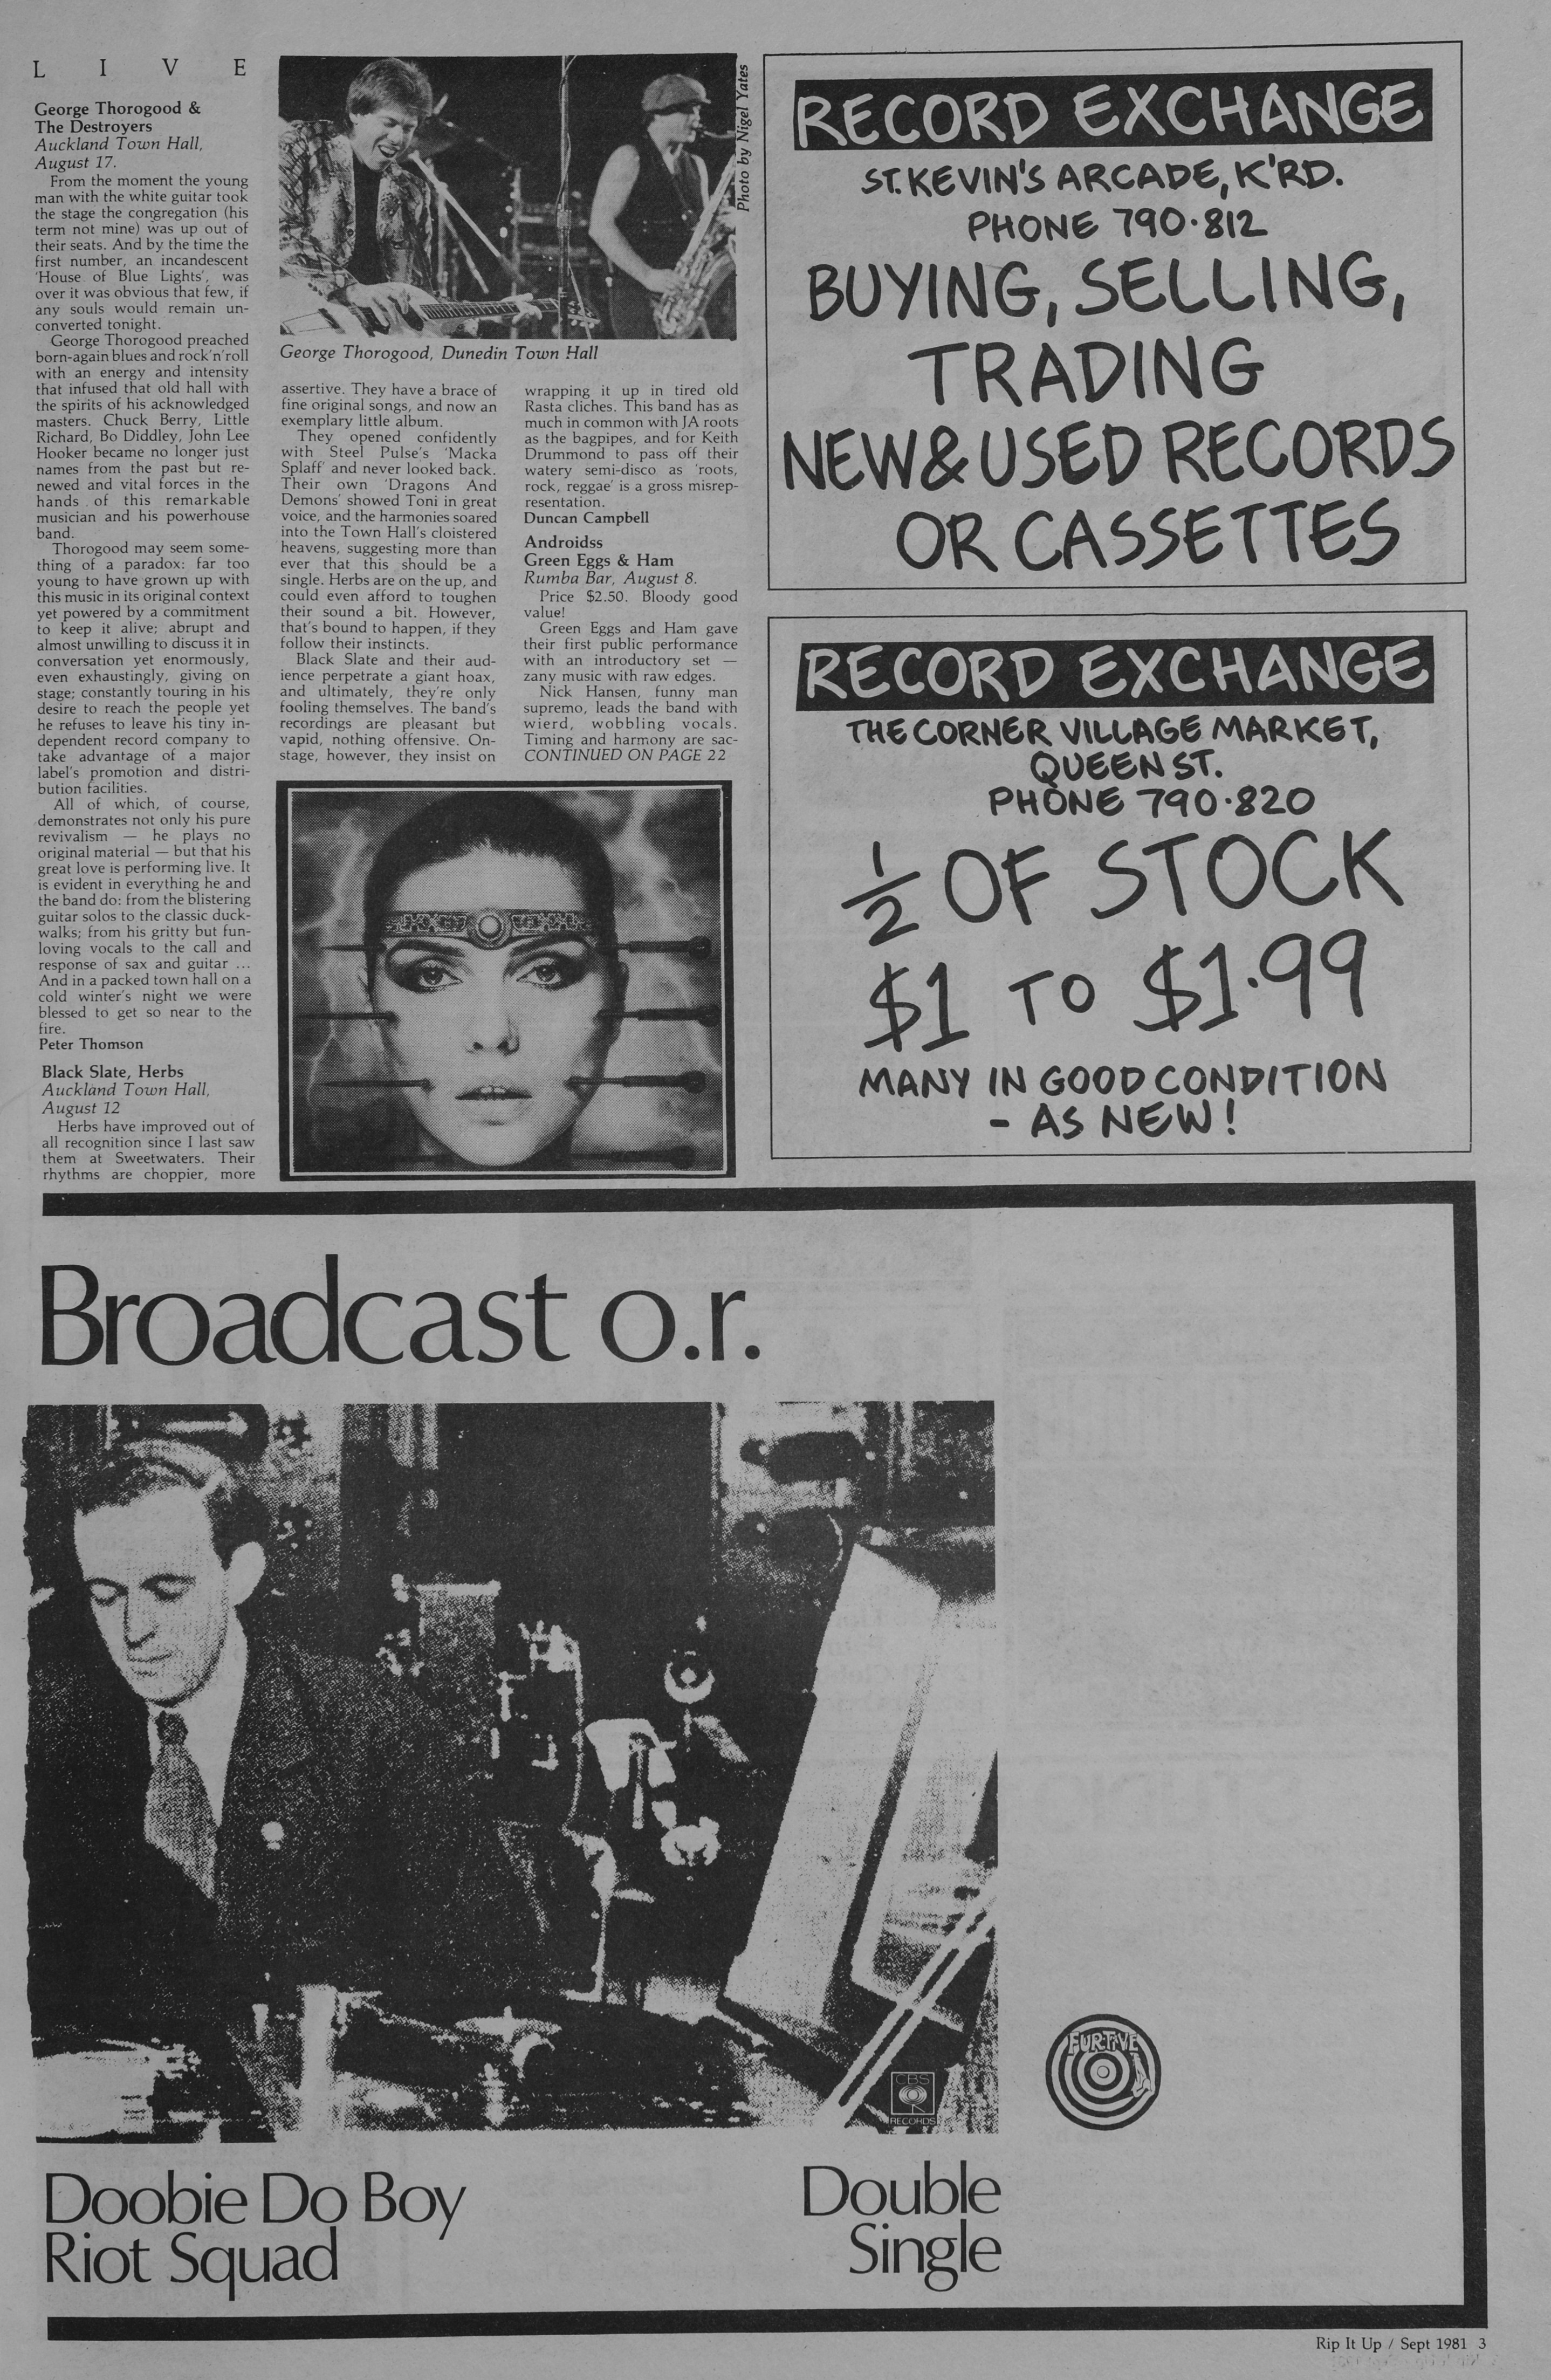 L I V E
George Thorogood &
The Destroyers
Auckland Town Hall,
August 17.
From the moment the young
man with the white guitar took
the stage the congregation (his
term not mine) was up out of
their seats. And by the time the
first number, an incandescent
'House of Blue Lights', was
over it was obvious that few, if
any souls would remain un-
converted tonight.
George Thorogood preached
born-again blues and rock'n'roll
with an energy and intensity
that infused that old hall with
the spirits of his acknowledged
masters. Chuck Berry, Little
Richard, Bo Diddley, John Lee
Hooker became no longer just
names from the past but re-
newed and vital forces in the
hands of this remarkable
musician and his powerhouse
band.
Thorogood may seem some-
thing of a paradox: far too
young to have grown up with
this music in its original context
yet powered by a commitment
to keep it alive; abrupt and
almost unwilling to discuss it in
conversation yet enormously,
even exhaustingly, giving on
stage; constantly touring in his
desire to reach the people yet
he refuses to leave his tiny in-
dependent record company to
take advantage of a major
label's promotion and distri-
bution facilities.
All of which, of course,
demonstrates not only his pure
revivalism — he plays no
original material — but that his
great love is performing live. It
is evident in everything he and
the band do: from the blistering
guitar solos to the classic duck-
walks; from his gritty but fun-
loving vocals to the call and
response of sax and guitar ...
And in a packed town hall on a
cold winter's night we were
blessed to get so near to the
fire.
Peter Thomson
Black Slate, Herbs
Auckland Town Hall,
August 12
Herbs have improved out of
all recognition since I last saw
them at Sweetwaters. Their
rhythms are choppier, more
Photo by Nigel Yates
George Thorogood, Dunedin Town Hall
assertive. They have a brace of
fine original songs, and now an
exemplary little album.
They opened confidently
with Steel Pulse's 'Macka
Splaff' and never looked back.
Their own 'Dragons And
Demons' showed Toni in great
voice, and the harmonies soared
into the Town Hall's cloistered
heavens, suggesting more than
ever that this should be a
single. Herbs are on the up, and
could even afford to toughen
their sound a bit. However,
that's bound to happen, if they
follow their instincts.
Black Slate and their aud-
ience perpetrate a giant hoax,
and ultimately, they're only
fooling themselves. The band's
recordings are pleasant but
vapid, nothing offensive. On-
stage, however, they insist on
wrapping it up in tired old
Rasta cliches. This band has as
much in common with JA roots
as the bagpipes, and for Keith
Drummond to pass off their
watery semi-disco as 'roots,
rock, reggae' is a gross misrep-
resentation.
Duncan Campbell
Androidss
Green Eggs & Ham
Rumba Bar, August 8.
Price $2.50. Bloody good
value!
Green Eggs and Ham gave
their first public performance
with an introductory set —
zany music with raw edges.
Nick Hansen, funny man
supremo, leads the band with
wierd, wobbling vocals.
Timing and harmony are sac-
CONTINUED ON PAGE 22
RECORD EXCHANGE
ST. KEVIN'S ARCADE, K'RD.
PHONE 790·812
BUYING, SELLING,
TRADING
NEW & USED RECORDS
OR CASSETTES
RECORD EXCHANGE
THE CORNER VILLAGE MARKET,
QUEEN ST.
PHONE 790·820
½ OF STOCK
$1 TO $1·99
MANY IN GOOD CONDITION
- AS NEW!
Broadcast o.r.
CBS
RECORDS
FURTIVE
Doobie Do Boy
Riot Squad
Double
Single
Rip It Up / Sept 1981 3